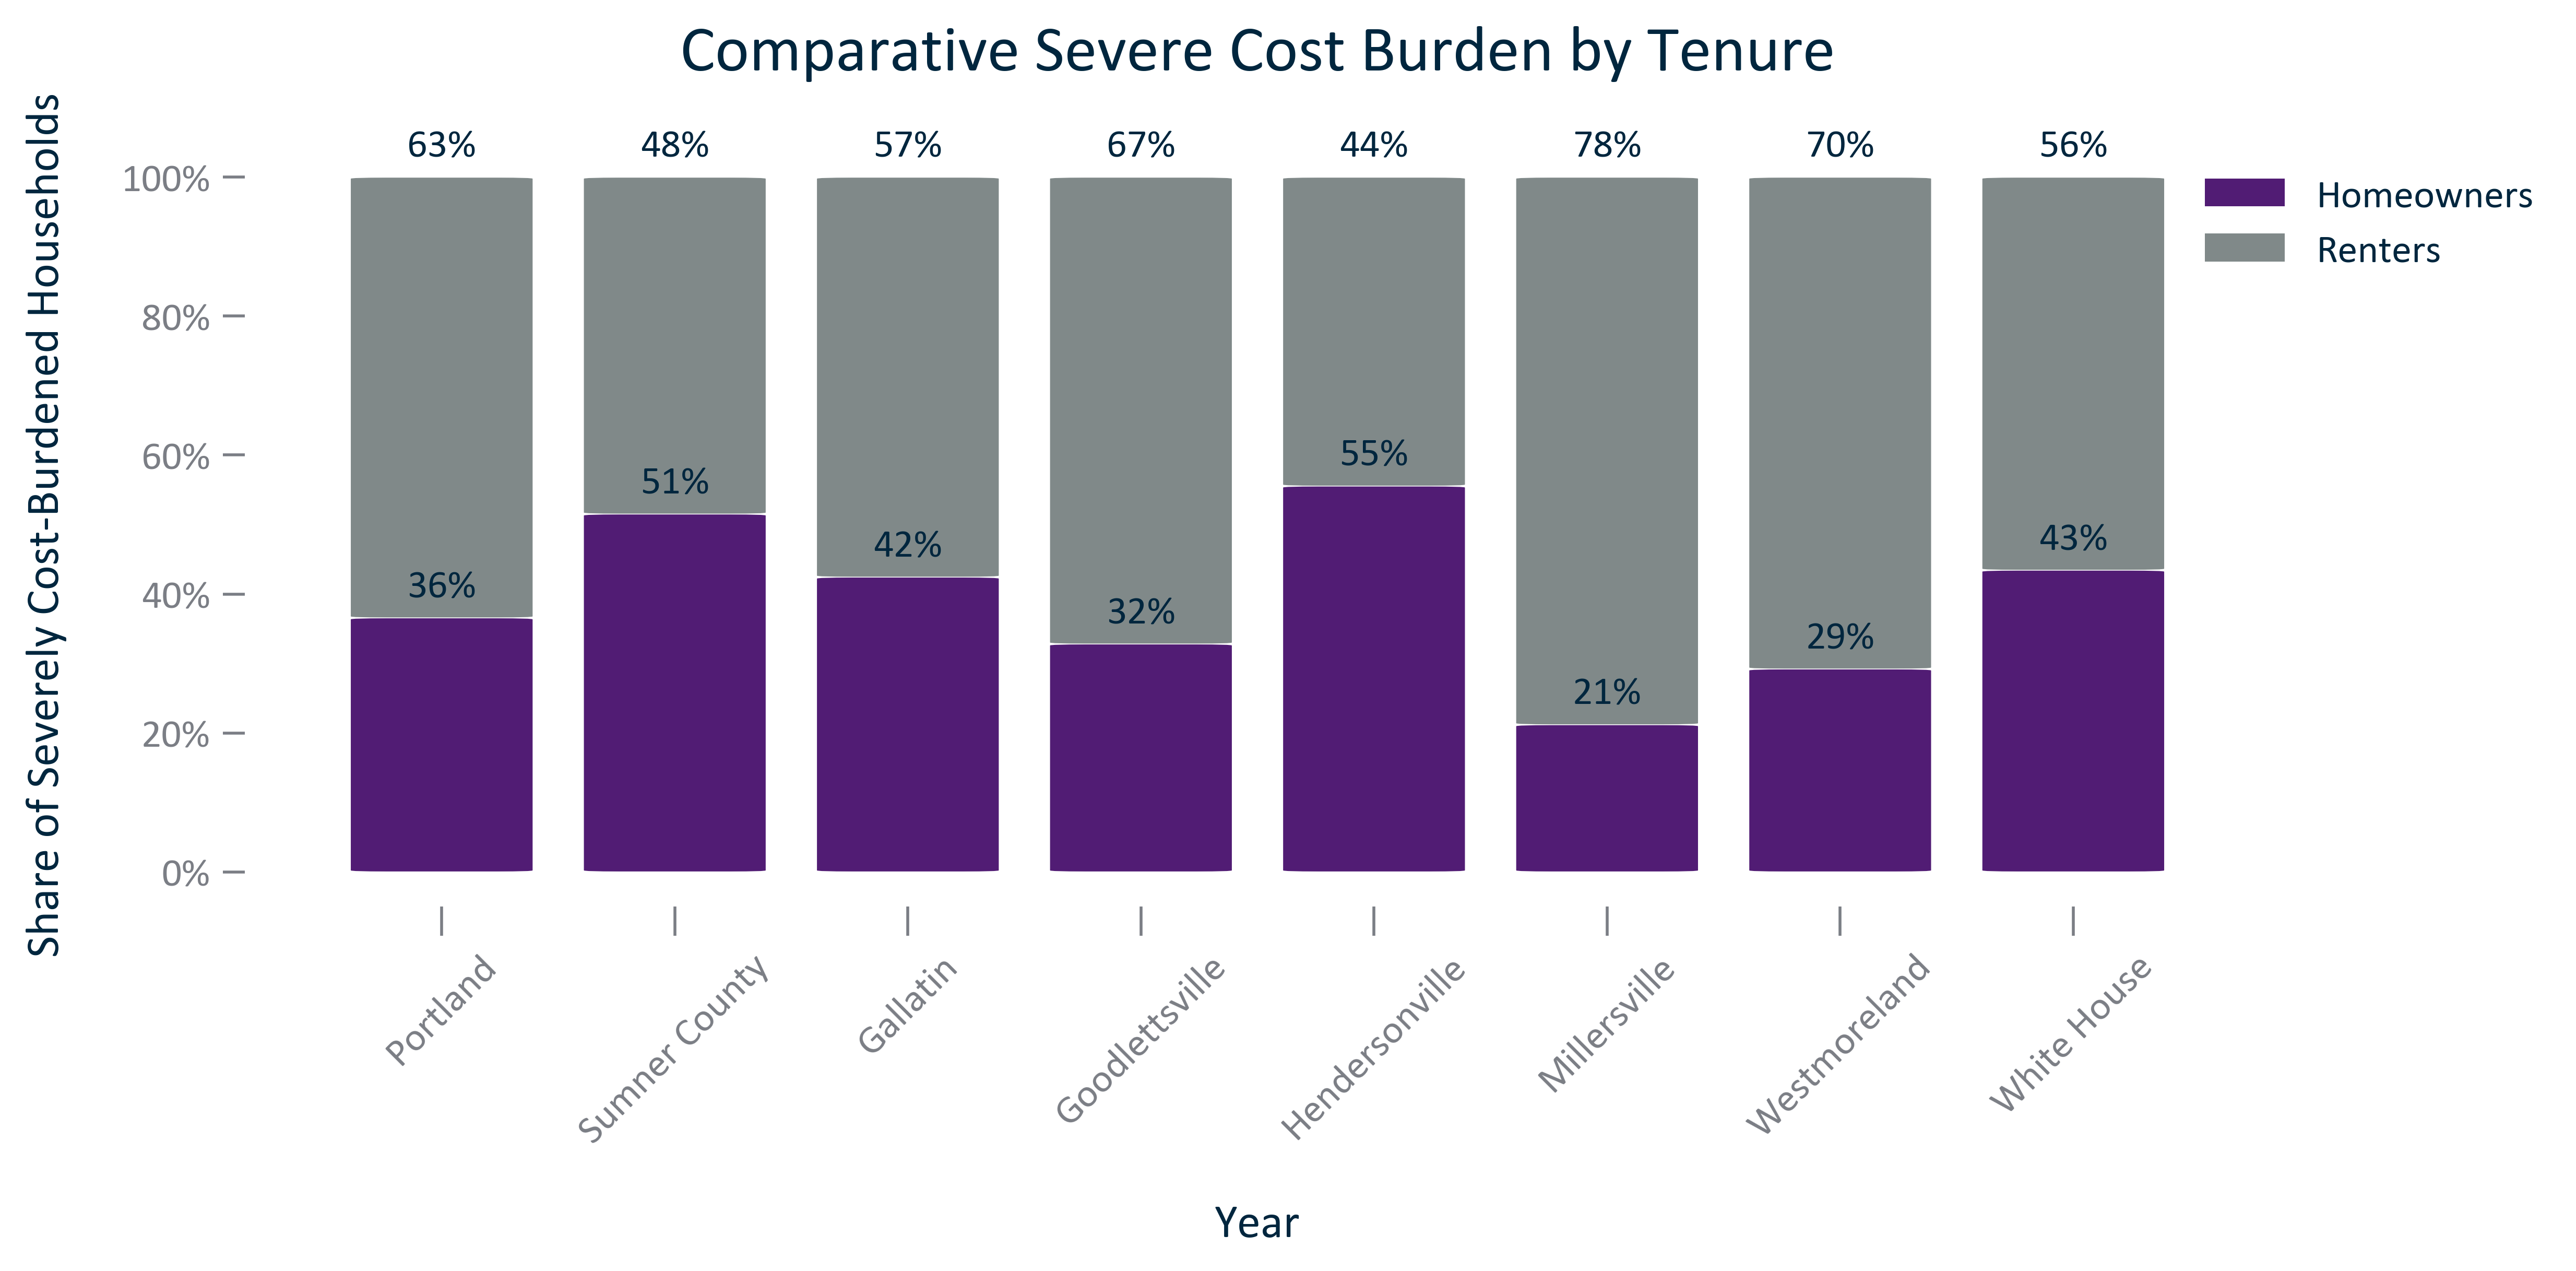 Comparative Severe Cost Burden by Tenure
Share of Severely Cost-Burdened Households
63% 48% 57% 67% 44% 78% 70% 56%
100%
80%
60%
40%
20%
0%
36% 51% 42% 32% 55% 21% 29% 43%
Homeowners
Renters
Portland Sumner County Gallatin Goodlettsville Hendersonville Millersville Westmoreland White House
Year